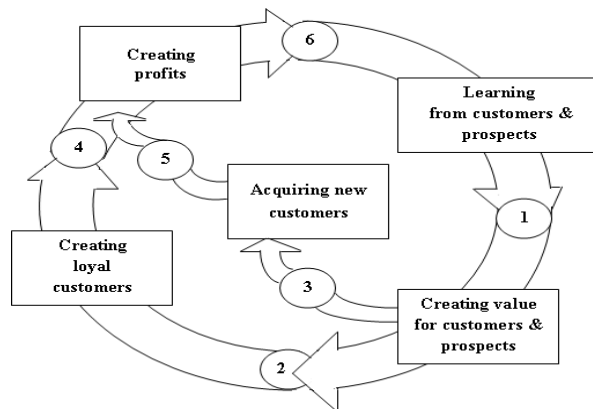 6
Creating
profits
Learning
from customers &
prospects
4
5
Acquiring new
customers
1
Creating
loyal
customers
3
Creating value
for customers &
prospects
2